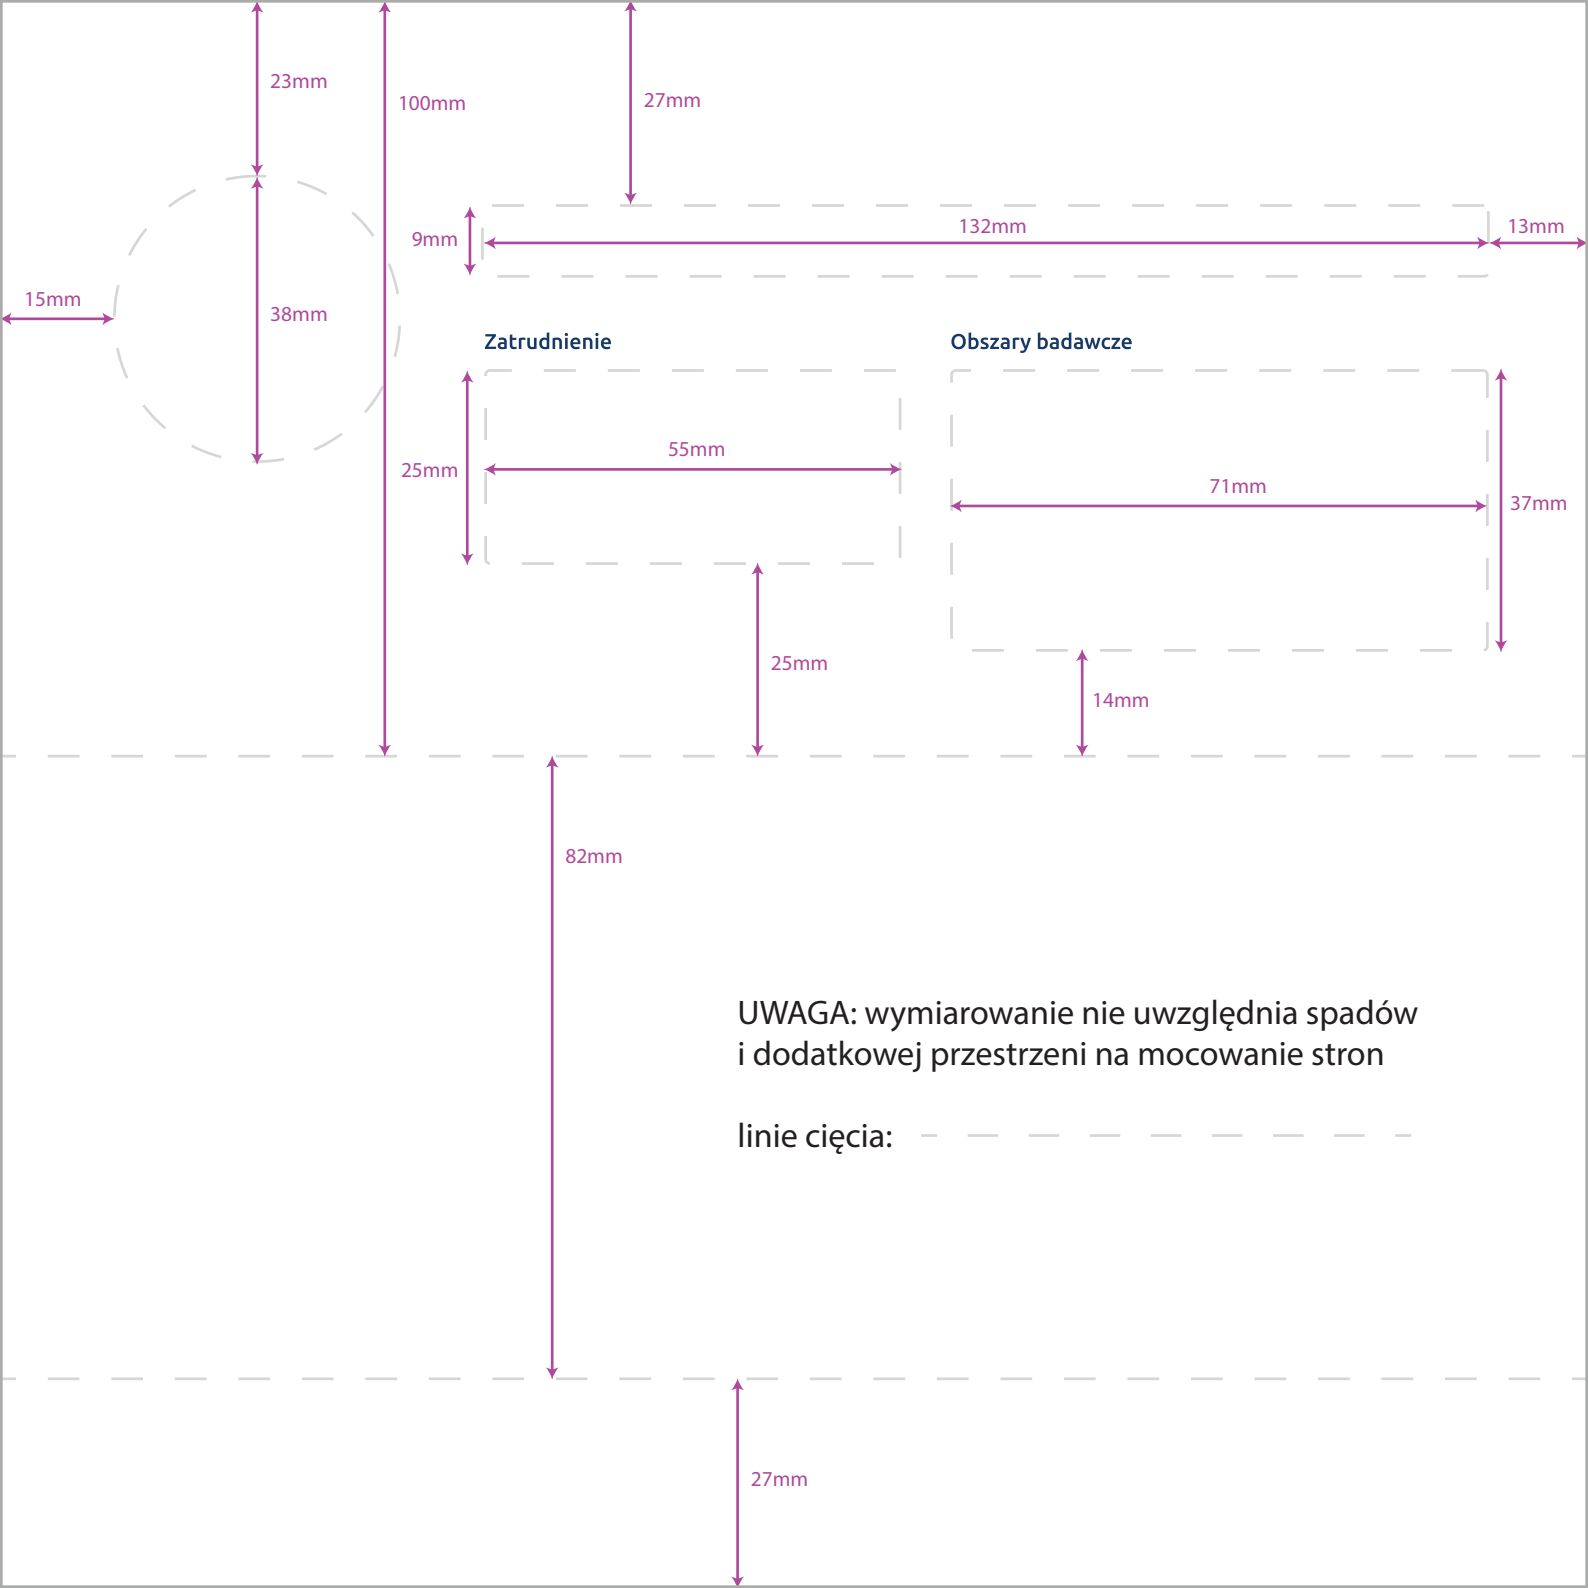 23mm
100mm
27mm
9mm
132mm
13mm
15mm
38mm
Zatrudnienie
Obszary badawcze
25mm
55mm
71mm
37mm
25mm
14mm
82mm
UWAGA: wymiarowanie nie uwzględnia spadów
i dodatkowej przestrzeni na mocowanie stron
linie cięcia:
27mm